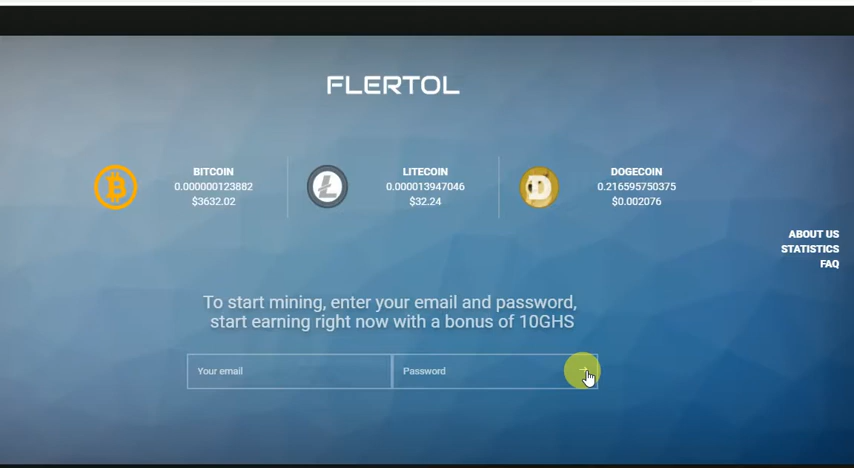 FLERTOL
BITCOIN
0.000000123882
$3632.02
LITECOIN
0.000013947046
$32.24
DOGECOIN
0.216595750375
$0.002076
ABOUT US
STATISTICS
FAQ
To start mining, enter your email and password,
start earning right now with a bonus of 10GHS
Your email
Password